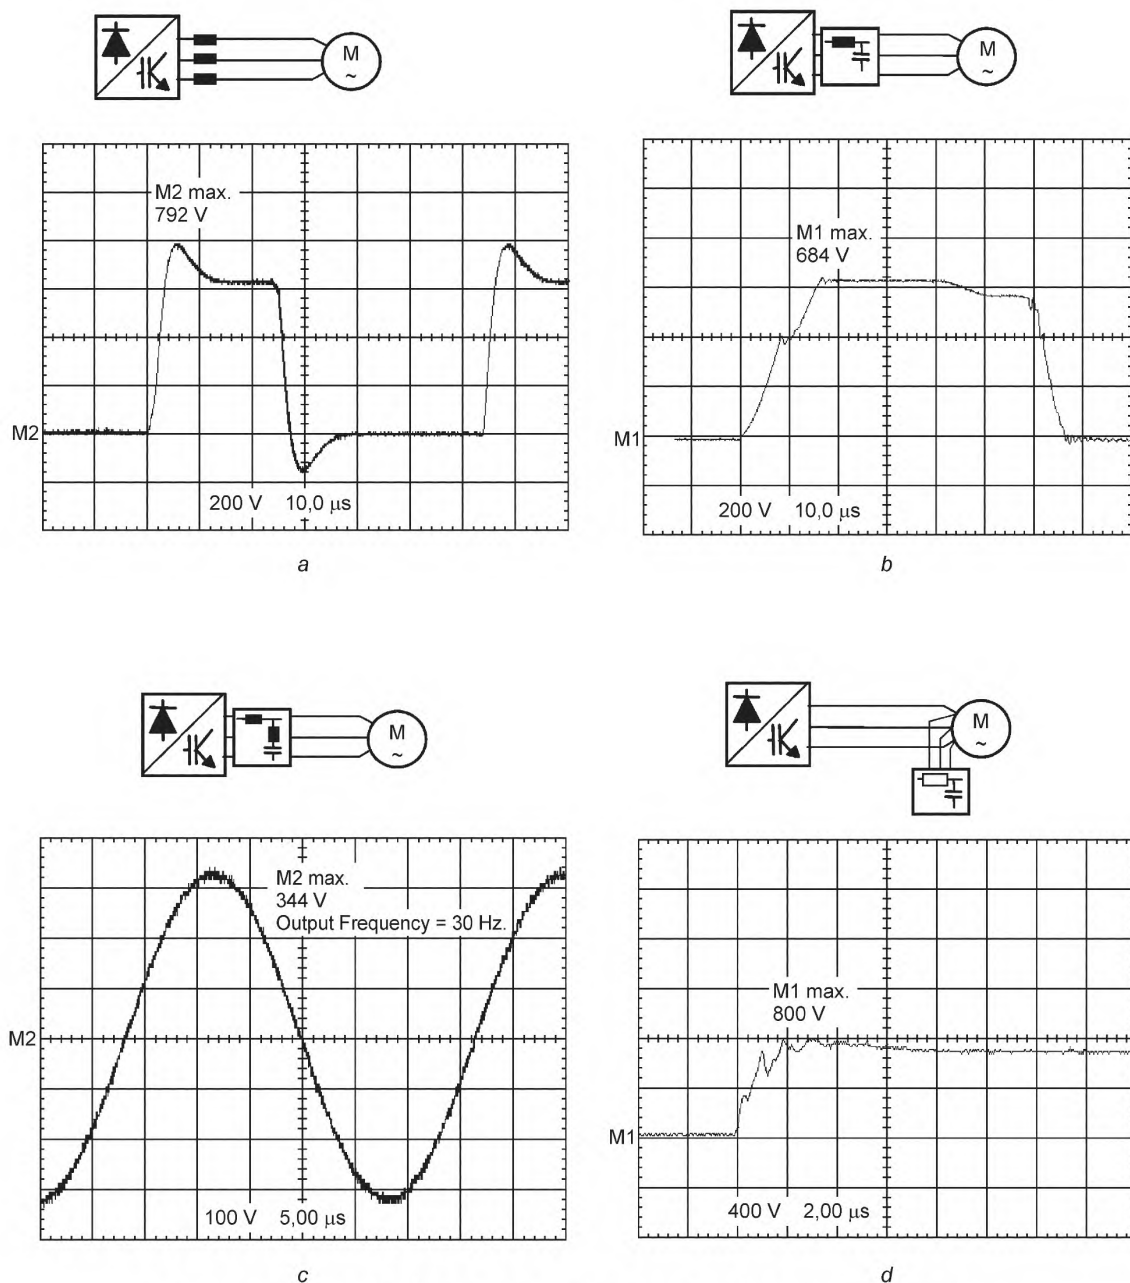 M
~
M
~
M2 max.
792 V
M2
200 V 10,0 μs
a
M1 max.
684 V
M1
200 V 10,0 μs
b
M
~
M
~
M2 max.
344 V
Output Frequency = 30 Hz.
M2
100 V 5,00 μs
c
M1 max.
800 V
M1
400 V 2,00 μs
d